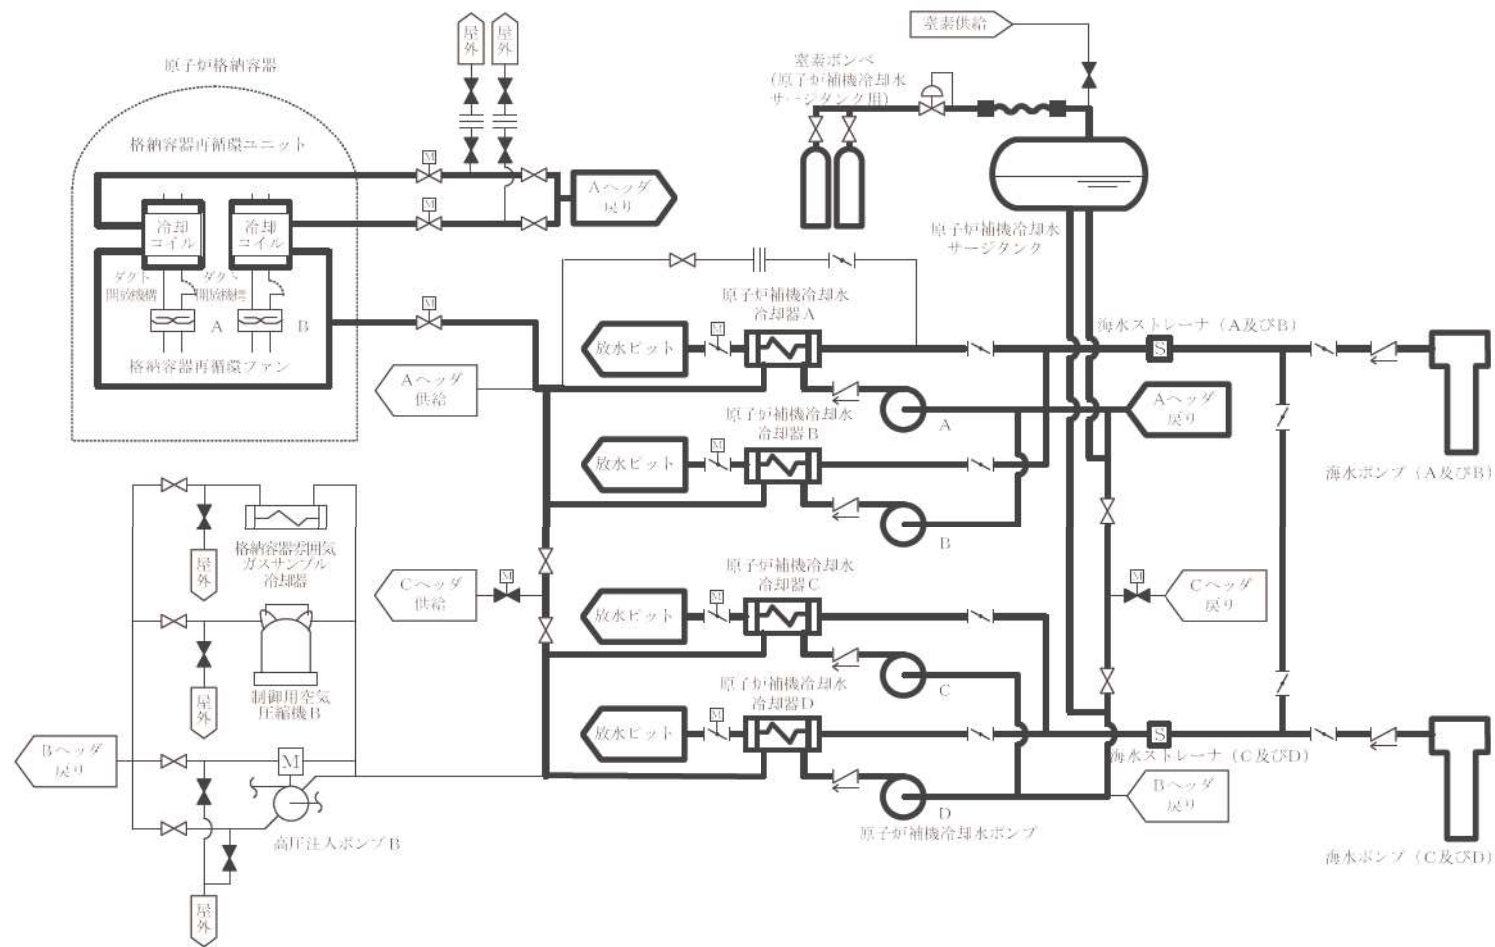 屋外
屋外
窒素供給
原子炉格納容器
窒素ボンベ
(原子炉補機冷却水
サージタンク用)
格納容器再循環ユニット
M
Aヘッダ
戻り
M
冷却
コイル
冷却
コイル
原子炉補機冷却水
サージタンク
ダクト
開放機構
ダクト
開放機構
A
B
M
格納容器再循環ファン
原子炉補機冷却水
冷却器A
海水ストレーナ(A及びB)
放水ピット
M
S
Aヘッダ
供給
A
Aヘッダ
戻り
原子炉補機冷却水
冷却器B
放水ピット
M
海水ポンプ(A及びB)
B
格納容器雰囲気
ガスサンプル
冷却器
屋外
原子炉補機冷却水
冷却器C
Cヘッダ
供給
M
放水ピット
M
M
Cヘッダ
戻り
C
制御用空気
圧縮機B
屋外
原子炉補機冷却水
冷却器D
放水ピット
M
S
海水ストレーナ(C及びD)
Bヘッダ
戻り
M
D
Bヘッダ
戻り
原子炉補機冷却水ポンプ
高圧注入ポンプB
海水ポンプ(C及びD)
屋外